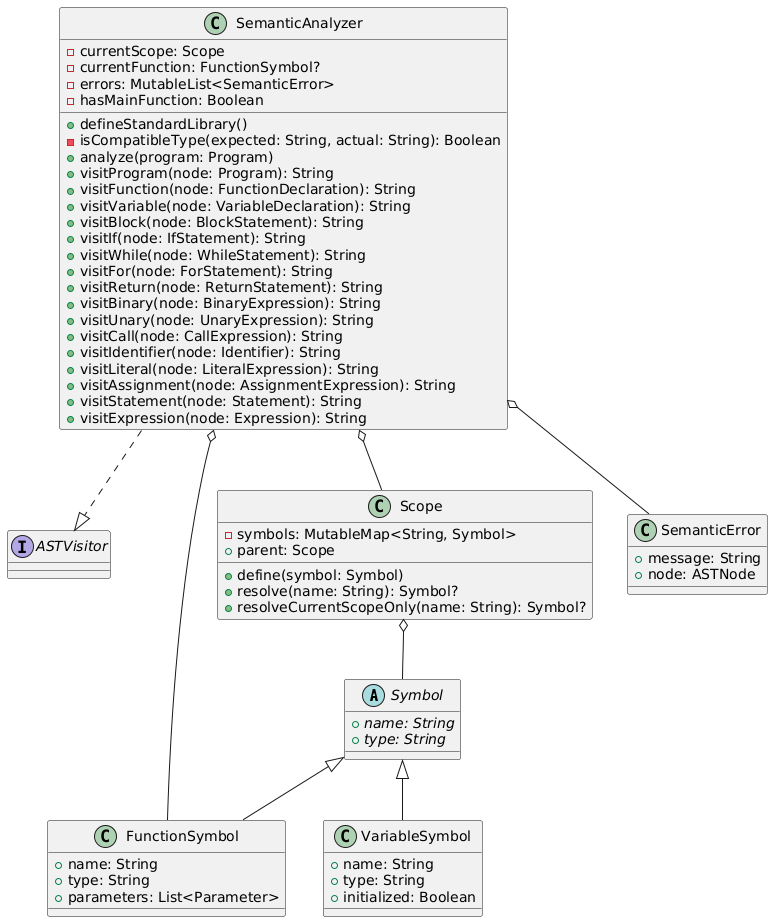 C SemanticAnalyzer
currentScope: Scope
currentFunction: FunctionSymbol?
errors: MutableList<SemanticError>
hasMainFunction: Boolean
defineStandardLibrary()
isCompatibleType(expected: String, actual: String): Boolean
analyze(program: Program)
visitProgram(node: Program): String
visitFunction(node: FunctionDeclaration): String
visitVariable(node: VariableDeclaration): String
visitBlock(node: BlockStatement): String
visitIf(node: IfStatement): String
visitWhile(node: WhileStatement): String
visitFor(node: ForStatement): String
visitReturn(node: ReturnStatement): String
visitBinary(node: BinaryExpression): String
visitUnary(node: UnaryExpression): String
visitCall(node: CallExpression): String
visitIdentifier(node: Identifier): String
visitLiteral(node: LiteralExpression): String
visitAssignment(node: AssignmentExpression): String
visitStatement(node: Statement): String
visitExpression(node: Expression): String
I ASTVisitor
C Scope
symbols: MutableMap<String, Symbol>
parent: Scope
define(symbol: Symbol)
resolve(name: String): Symbol?
resolveCurrentScopeOnly(name: String): Symbol?
C SemanticError
message: String
node: ASTNode
A Symbol
name: String
type: String
C FunctionSymbol
name: String
type: String
parameters: List<Parameter>
C VariableSymbol
name: String
type: String
initialized: Boolean